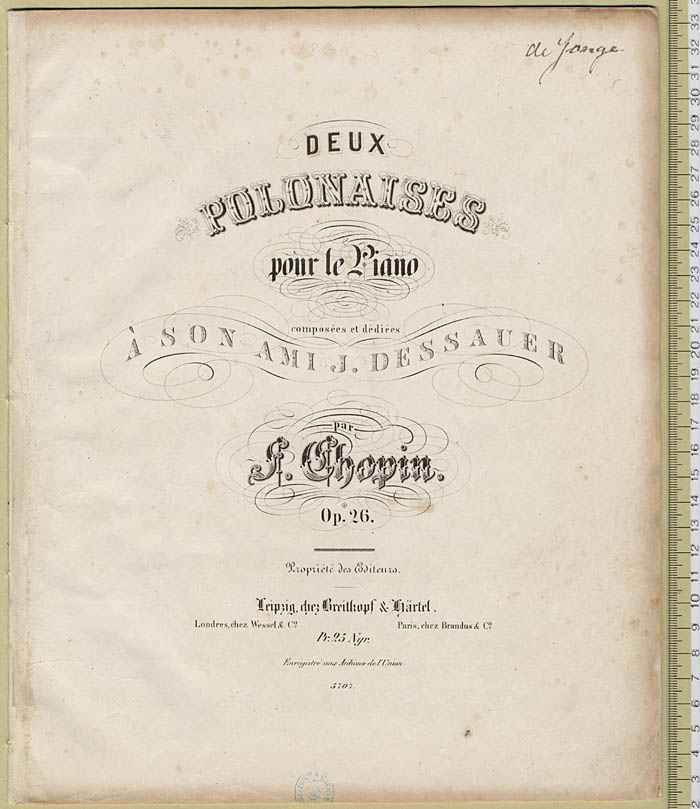 de Jonge.
DEUX
POLONAISES
pour le Piano
composées et dédiées
À SON AMI J. DESSAUER
par
F. Chopin.
Op. 26.
Propriété des Editeurs.
Leipzig, chez Breitkopf & Härtel.
Londres, chez Wessel & Cº
Paris, chez Brandus & Cº
Pr. 25 Ngr.
Enrégistré aux Archives de l'Union.
5707.